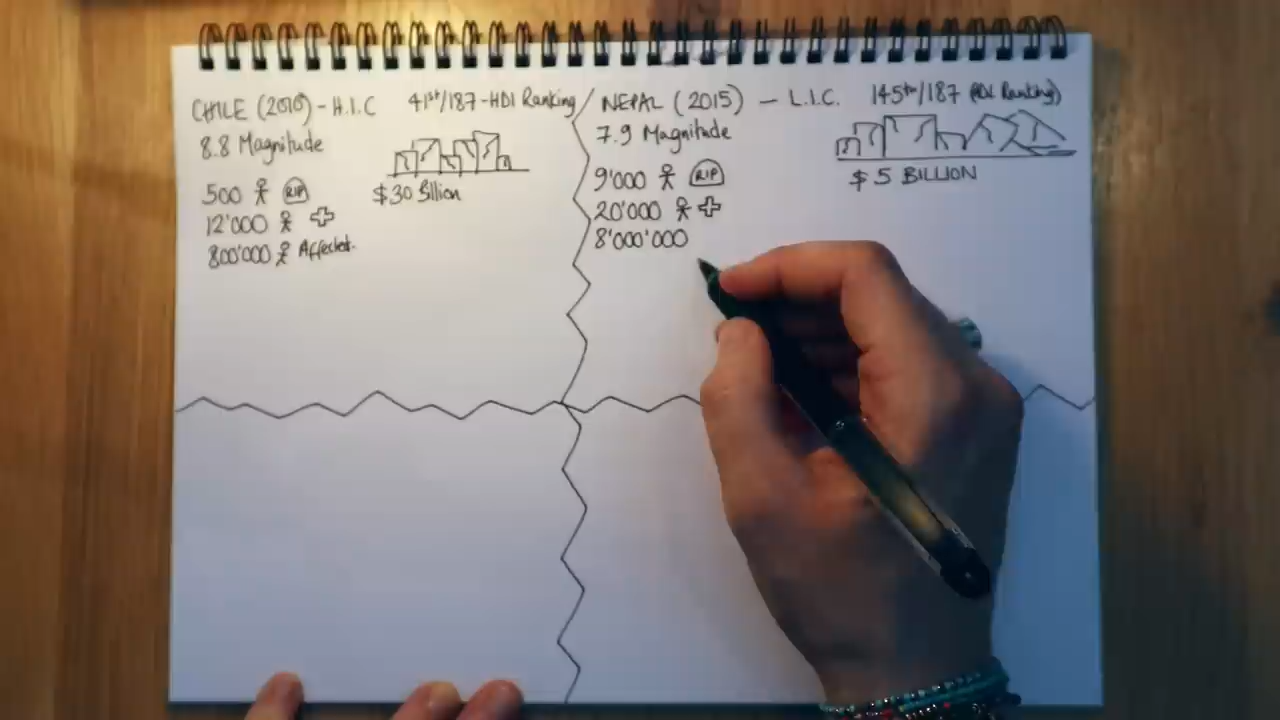 CHILE (2010) - H.I.C 41st/187 - HDI Ranking
8.8 Magnitude
500 RIP
12'000
800'000 Affected.
$30 Billion
NEPAL (2015) - L.I.C. 145th/187 (HDI Ranking)
7.9 Magnitude
9'000 RIP
20'000
8'000'000
$5 BILLION